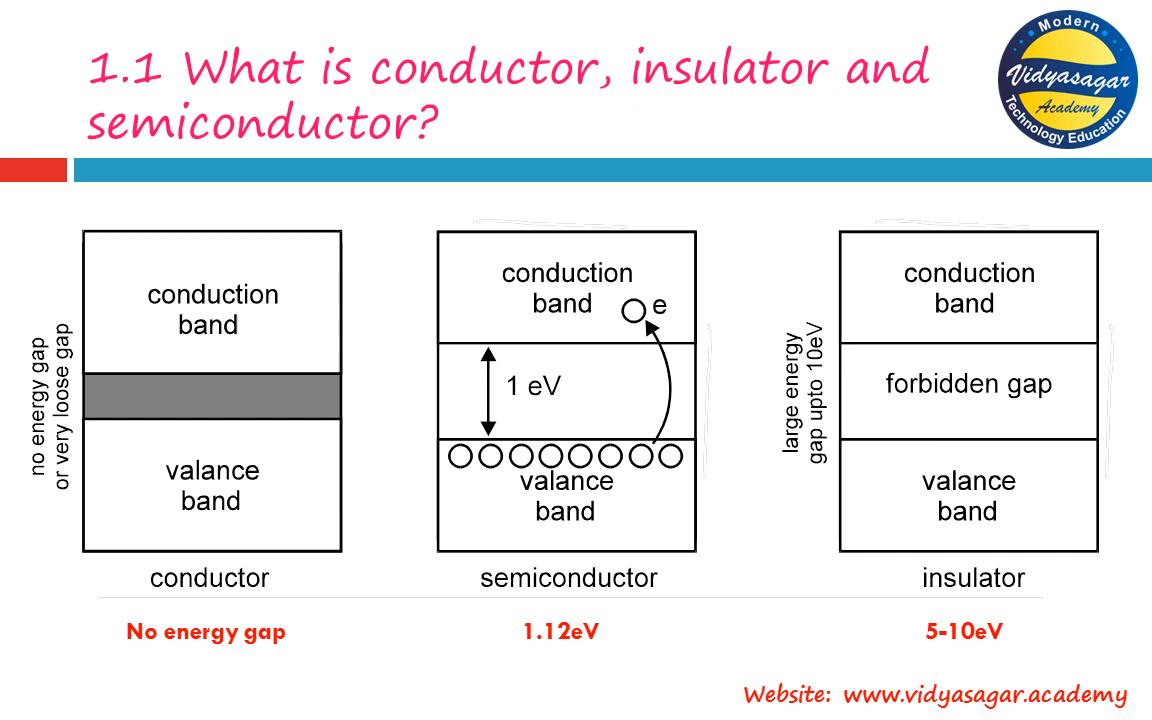 1.1 What is conductor, insulator and
semiconductor?
Modern
Vidyasagar
Academy
Technology Education
no energy gap
or very loose gap
conduction
band
valance
band
conductor
conduction
band
e
1 eV
valance
band
semiconductor
large energy
gap upto 10eV
conduction
band
forbidden gap
valance
band
insulator
No energy gap
1.12eV
5-10eV
Website: www.vidyasagar.academy